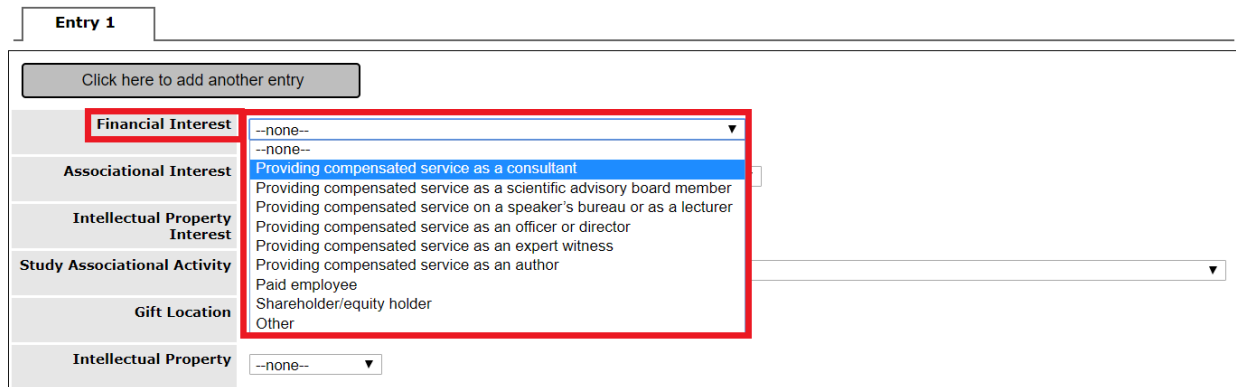 Entry 1
Click here to add another entry
Financial Interest
--none--
--none--
Providing compensated service as a consultant
Associational Interest
Providing compensated service as a scientific advisory board member
Providing compensated service on a speaker's bureau or as a lecturer
Intellectual Property
Interest
Providing compensated service as an officer or director
Providing compensated service as an expert witness
Study Associational Activity
Providing compensated service as an author
Paid employee
Shareholder/equity holder
Gift Location
Other
Intellectual Property
--none--